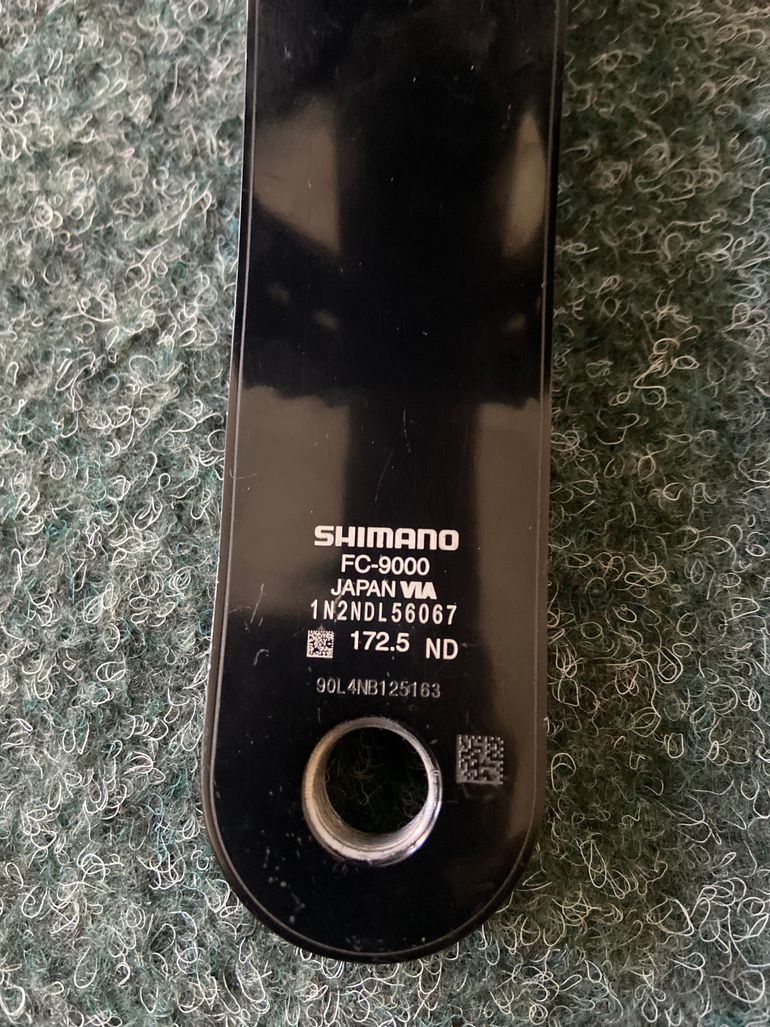 SHIMANO
FC-9000
JAPAN VIA
1N2NDL56067
172.5 ND
90L4NB125163